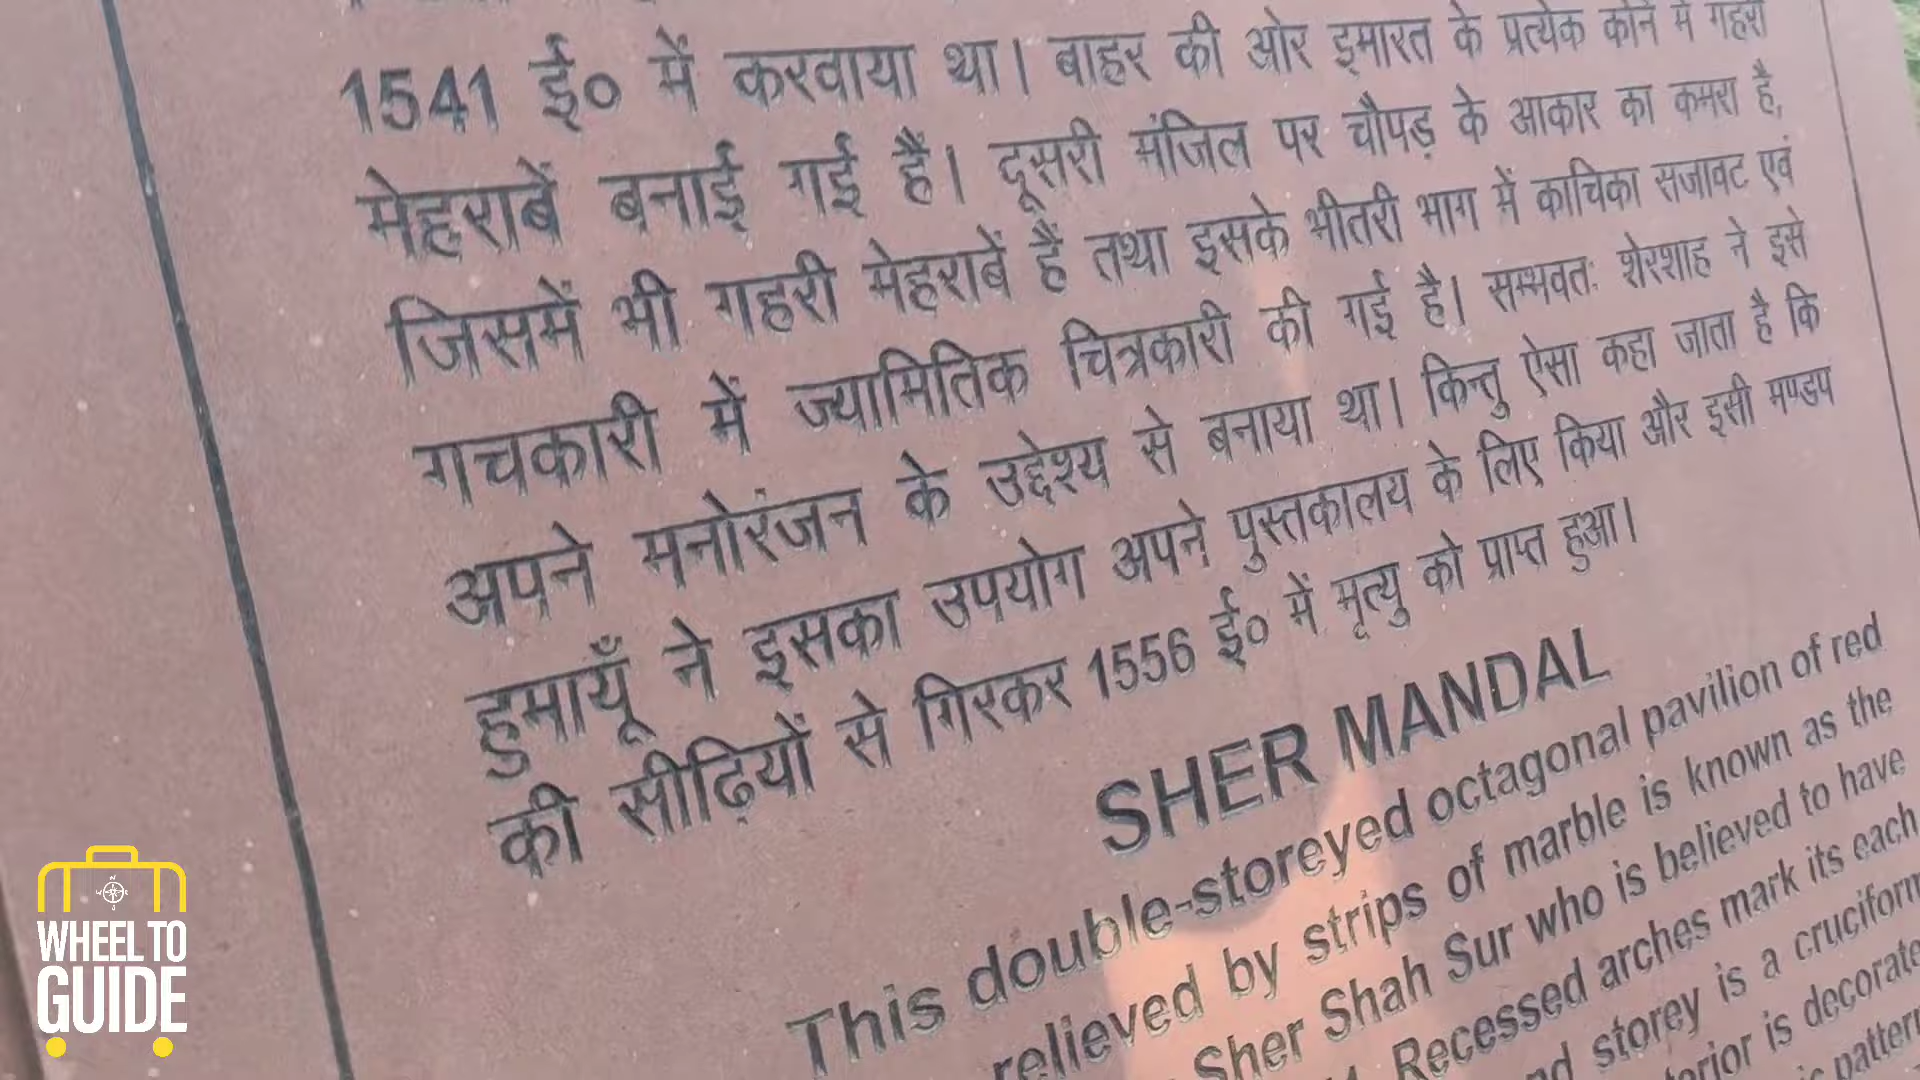 1541 ई० में करवाया था। बाहर की ओर इमारत के प्रत्येक कोने में गहरी
मेहराबें बनाई गई हैं। दूसरी मंजिल पर चौपड़ के आकार का कमरा है,
जिसमें भी गहरी मेहराबें हैं तथा इसके भीतरी भाग में काचिका सजावट एवं
गचकारी में ज्यामितिक चित्रकारी की गई है। सम्भवतः शेरशाह ने इसे
अपने मनोरंजन के उद्देश्य से बनाया था। किन्तु ऐसा कहा जाता है कि
हुमायूँ ने इसका उपयोग अपने पुस्तकालय के लिए किया और इसी मण्डप
की सीढ़ियों से गिरकर 1556 ई० में मृत्यु को प्राप्त हुआ।
SHER MANDAL
This double-storeyed octagonal pavilion of red
relieved by strips of marble is known as the
Sher Shah Sur who is believed to have
Recessed arches mark its each
storey is a cruciform
is decorate
pattern
WHEEL TO
GUIDE